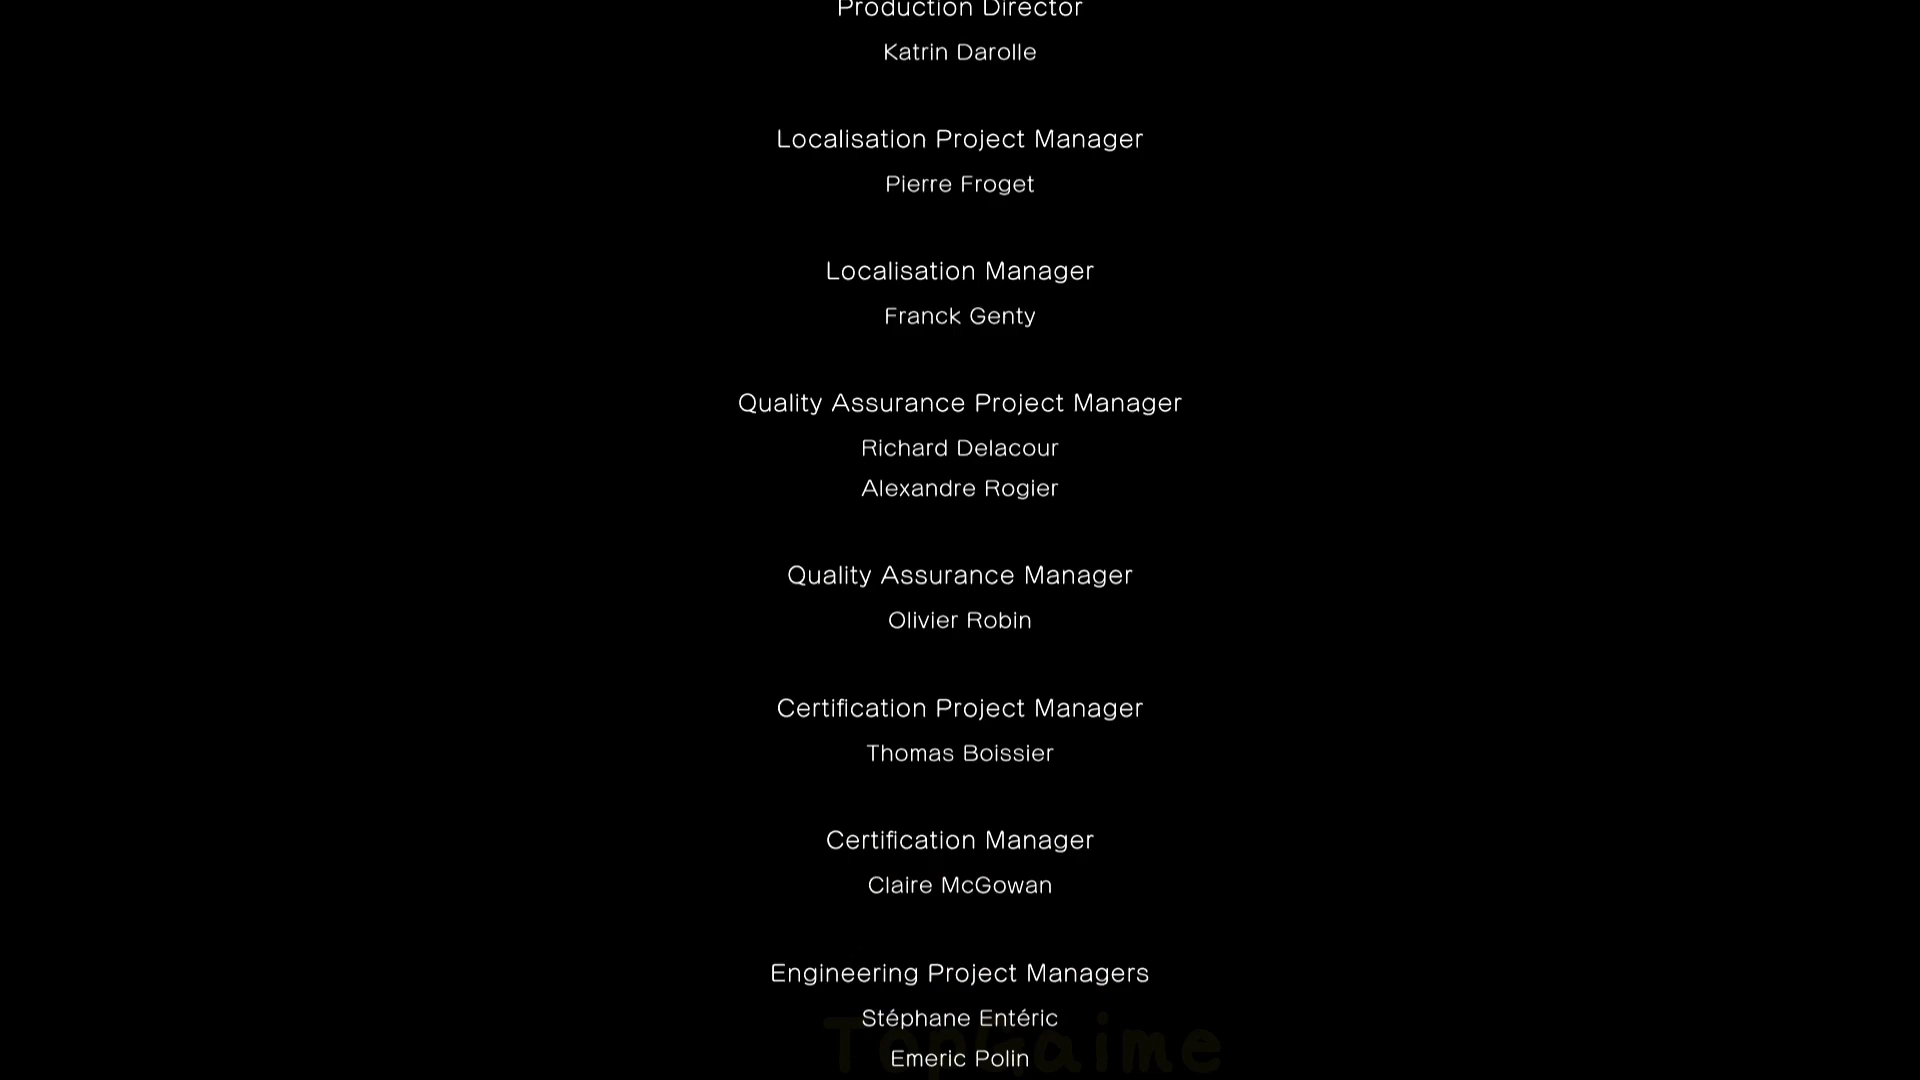 Production Director
Katrin Darolle
Localisation Project Manager
Pierre Froget
Localisation Manager
Franck Genty
Quality Assurance Project Manager
Richard Delacour
Alexandre Rogier
Quality Assurance Manager
Olivier Robin
Certification Project Manager
Thomas Boissier
Certification Manager
Claire McGowan
Engineering Project Managers
Stéphane Entéric
Emeric Polin
TopGaime